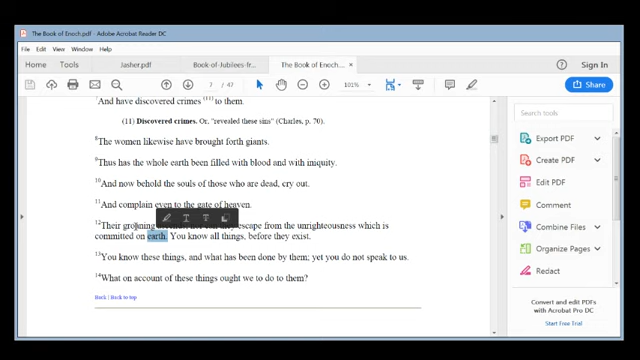 The Book of Enoch.pdf - Adobe Acrobat Reader DC
File Edit View Window Help
Home Tools Jasher.pdf Book-of-Jubilees-fr... The Book of Enoch.... × Sign In
2 / 47 101% Share
7And have discovered crimes (11) to them.
(11) Discovered crimes. Or, "revealed these sins" (Charles, p. 70).
8The women likewise have brought forth giants.
9Thus has the whole earth been filled with blood and with iniquity.
10And now behold the souls of those who are dead, cry out.
11And complain even to the gate of heaven.
12Their groaning they escape from the unrighteousness which is
committed on earth. You know all things, before they exist.
13You know these things, and what has been done by them; yet you do not speak to us.
14What on account of these things ought we to do to them?
Back | Back to top
Search tools
Export PDF
Create PDF
Edit PDF
Comment
Combine Files
Organize Pages
Redact
Convert and edit PDFs
with Acrobat Pro DC
Start Free Trial